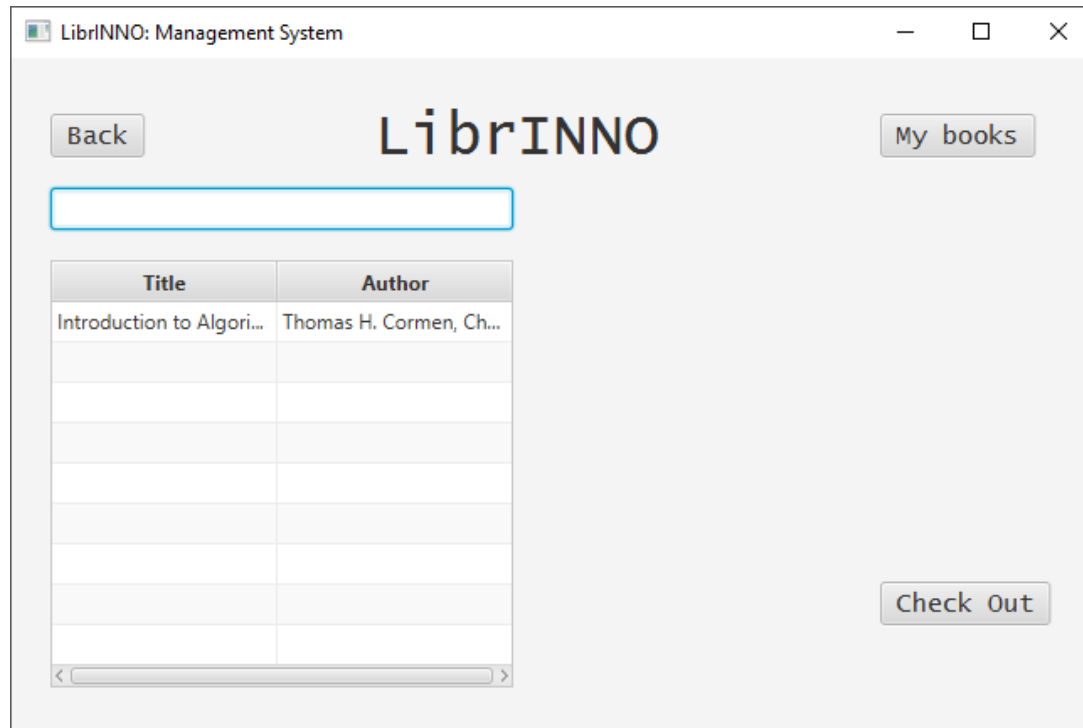 LibrINNO: Management System
Back
LibrINNO
My books
Title Author
Introduction to Algori... Thomas H. Cormen, Ch...
Check Out